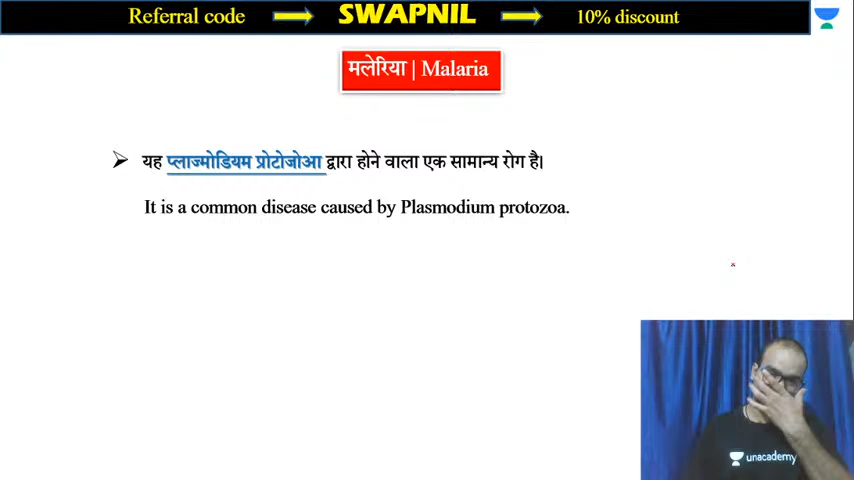 Referral code SWAPNIL 10% discount
मलेरिया | Malaria
यह प्लाज्मोडियम प्रोटोजोआ द्वारा होने वाला एक सामान्य रोग है।
It is a common disease caused by Plasmodium protozoa.
unacademy